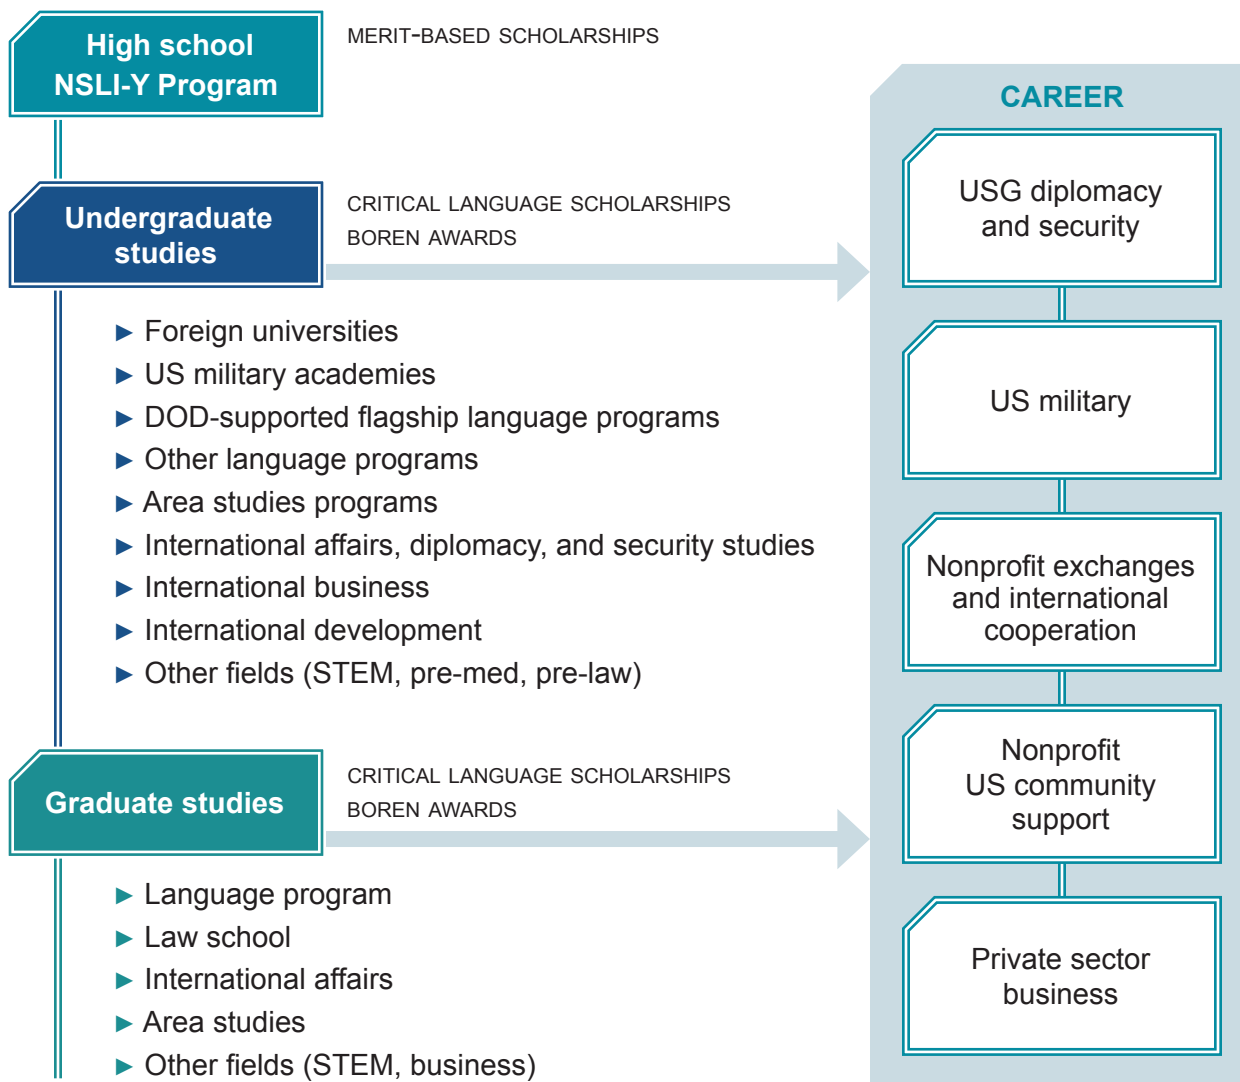 High school
NSLI-Y Program
MERIT-BASED SCHOLARSHIPS
Undergraduate
studies
CRITICAL LANGUAGE SCHOLARSHIPS
BOREN AWARDS
► Foreign universities
► US military academies
► DOD-supported flagship language programs
► Other language programs
► Area studies programs
► International affairs, diplomacy, and security studies
► International business
► International development
► Other fields (STEM, pre-med, pre-law)
Graduate studies
CRITICAL LANGUAGE SCHOLARSHIPS
BOREN AWARDS
► Language program
► Law school
► International affairs
► Area studies
► Other fields (STEM, business)
CAREER
USG diplomacy
and security
US military
Nonprofit exchanges
and international
cooperation
Nonprofit
US community
support
Private sector
business